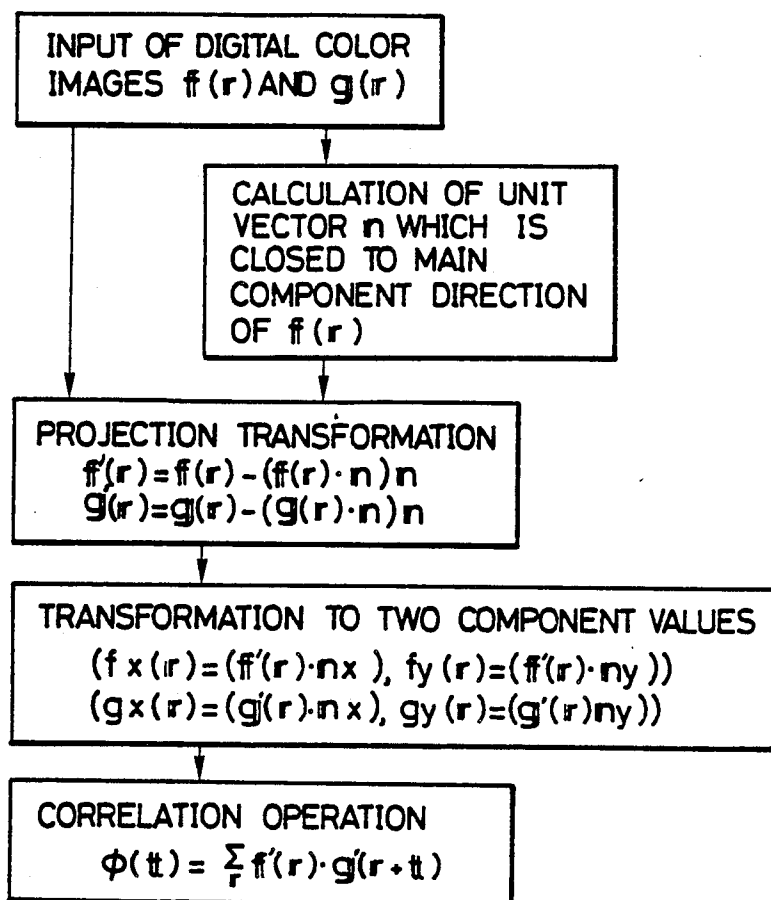 INPUT OF DIGITAL COLOR
IMAGES f(r) AND g(r)
CALCULATION OF UNIT
VECTOR n WHICH IS
CLOSED TO MAIN
COMPONENT DIRECTION
OF f(r)
PROJECTION TRANSFORMATION
f'(r)=f(r)-(f(r)·n)n
g'(r)=g(r)-(g(r)·n)n
TRANSFORMATION TO TWO COMPONENT VALUES
(fx(r)=(f'(r)·nx), fy(r)=(f'(r)·ny))
(gx(r)=(g'(r)·nx), gy(r)=(g'(r)ny))
CORRELATION OPERATION
φ(t)= Σr f'(r)·g'(r+t)